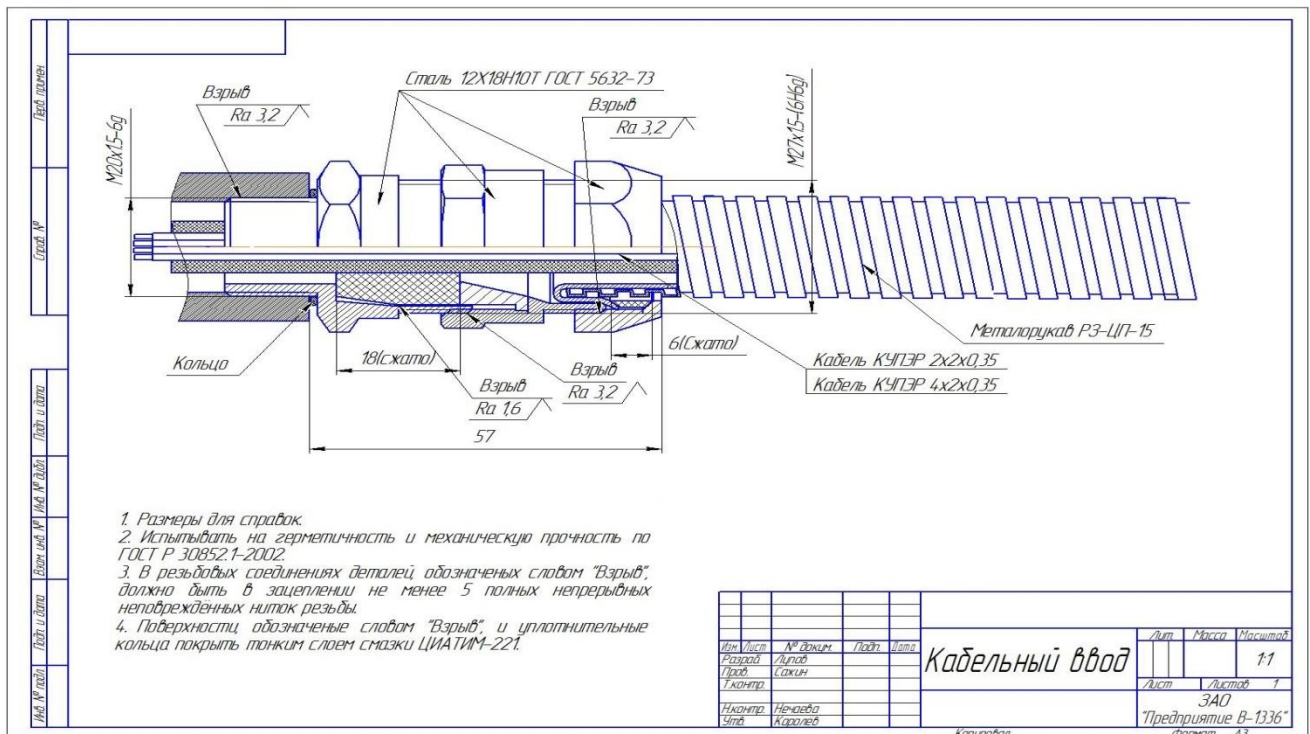 Перв. примен.
Справ. №
Подп. и дата
Инв. № дубл.
Взам. инв. №
Подп. и дата
Инв. № подл.
Сталь 12Х18Н10Т ГОСТ 5632-73
Взрыв
Ra 3,2
Взрыв
Ra 3,2
M20x1.5-6g
M27x1.5-(6H6g)
Металорукав РЗ-ЦП-15
Кольцо
18(сжато)
6(Сжато)
Кабель КУПЭР 2х2х0,35
Кабель КУПЭР 4х2х0,35
Взрыв
Ra 1,6
Взрыв
Ra 3,2
57
1. Размеры для справок.
2. Испытывать на герметичность и механическую прочность по
ГОСТ Р 30852.1-2002.
3. В резьбовых соединениях деталей, обозначеных словом "Взрыв",
должно быть в зацеплении не менее 5 полных непрерывных
неповреждённых ниток резьбы.
4. Поверхности, обозначеные словом "Взрыв", и уплотнительные
кольца покрыть тонким слоем смазки ЦИАТИМ-221.
Изм. Лист № докум. Подп. Дата
Разраб. Лупов
Пров. Сажин
Т.контр.
Н.контр. Нечаева
Утв. Королев
Кабельный ввод
Лит. Масса Масштаб
1:1
Лист Листов 1
ЗАО
"Предприятие В-1336"
Копировал Формат А3